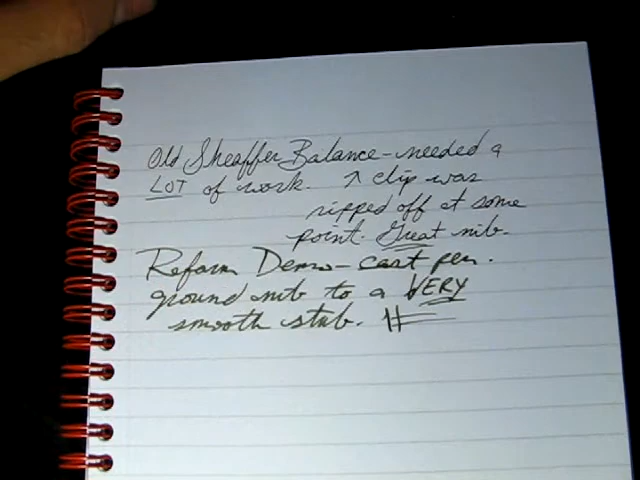 Old Sheaffer Balance - needed a
LOT of work. ↑ clip was
ripped off at some
point. Great nib.
Reform Demo - cast pen.
ground nib to a VERY
smooth stub.